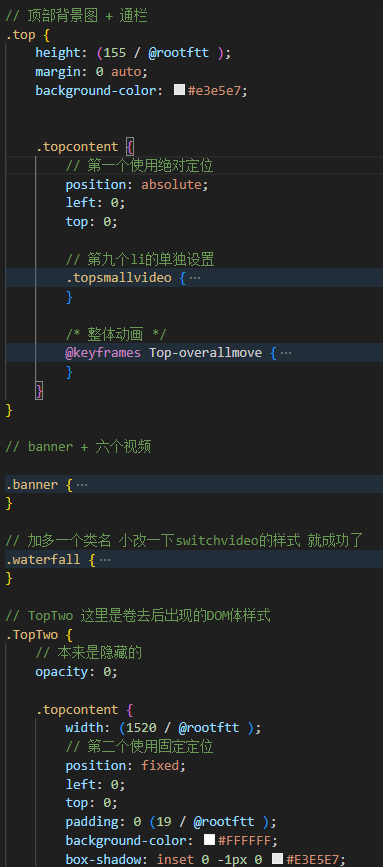 // 顶部背景图 + 通栏
.top {
height: (155 / @rootftt );
margin: 0 auto;
background-color: #e3e5e7;
.topcontent {
// 第一个使用绝对定位
position: absolute;
left: 0;
top: 0;
// 第九个li的单独设置
.topsmallvideo {⋯
}
/* 整体动画 */
@keyframes Top-overallmove {⋯
}
}
}
// banner + 六个视频
.banner {⋯
}
// 加多一个类名 小改一下switchvideo的样式 就成功了
.waterfall {⋯
}
// TopTwo 这里是卷去后出现的DOM体样式
.TopTwo {
// 本来是隐藏的
opacity: 0;
.topcontent {
width: (1520 / @rootftt );
// 第二个使用固定定位
position: fixed;
left: 0;
top: 0;
padding: 0 (19 / @rootftt );
background-color: #FFFFFF;
box-shadow: inset 0 -1px 0 #E3E5E7;